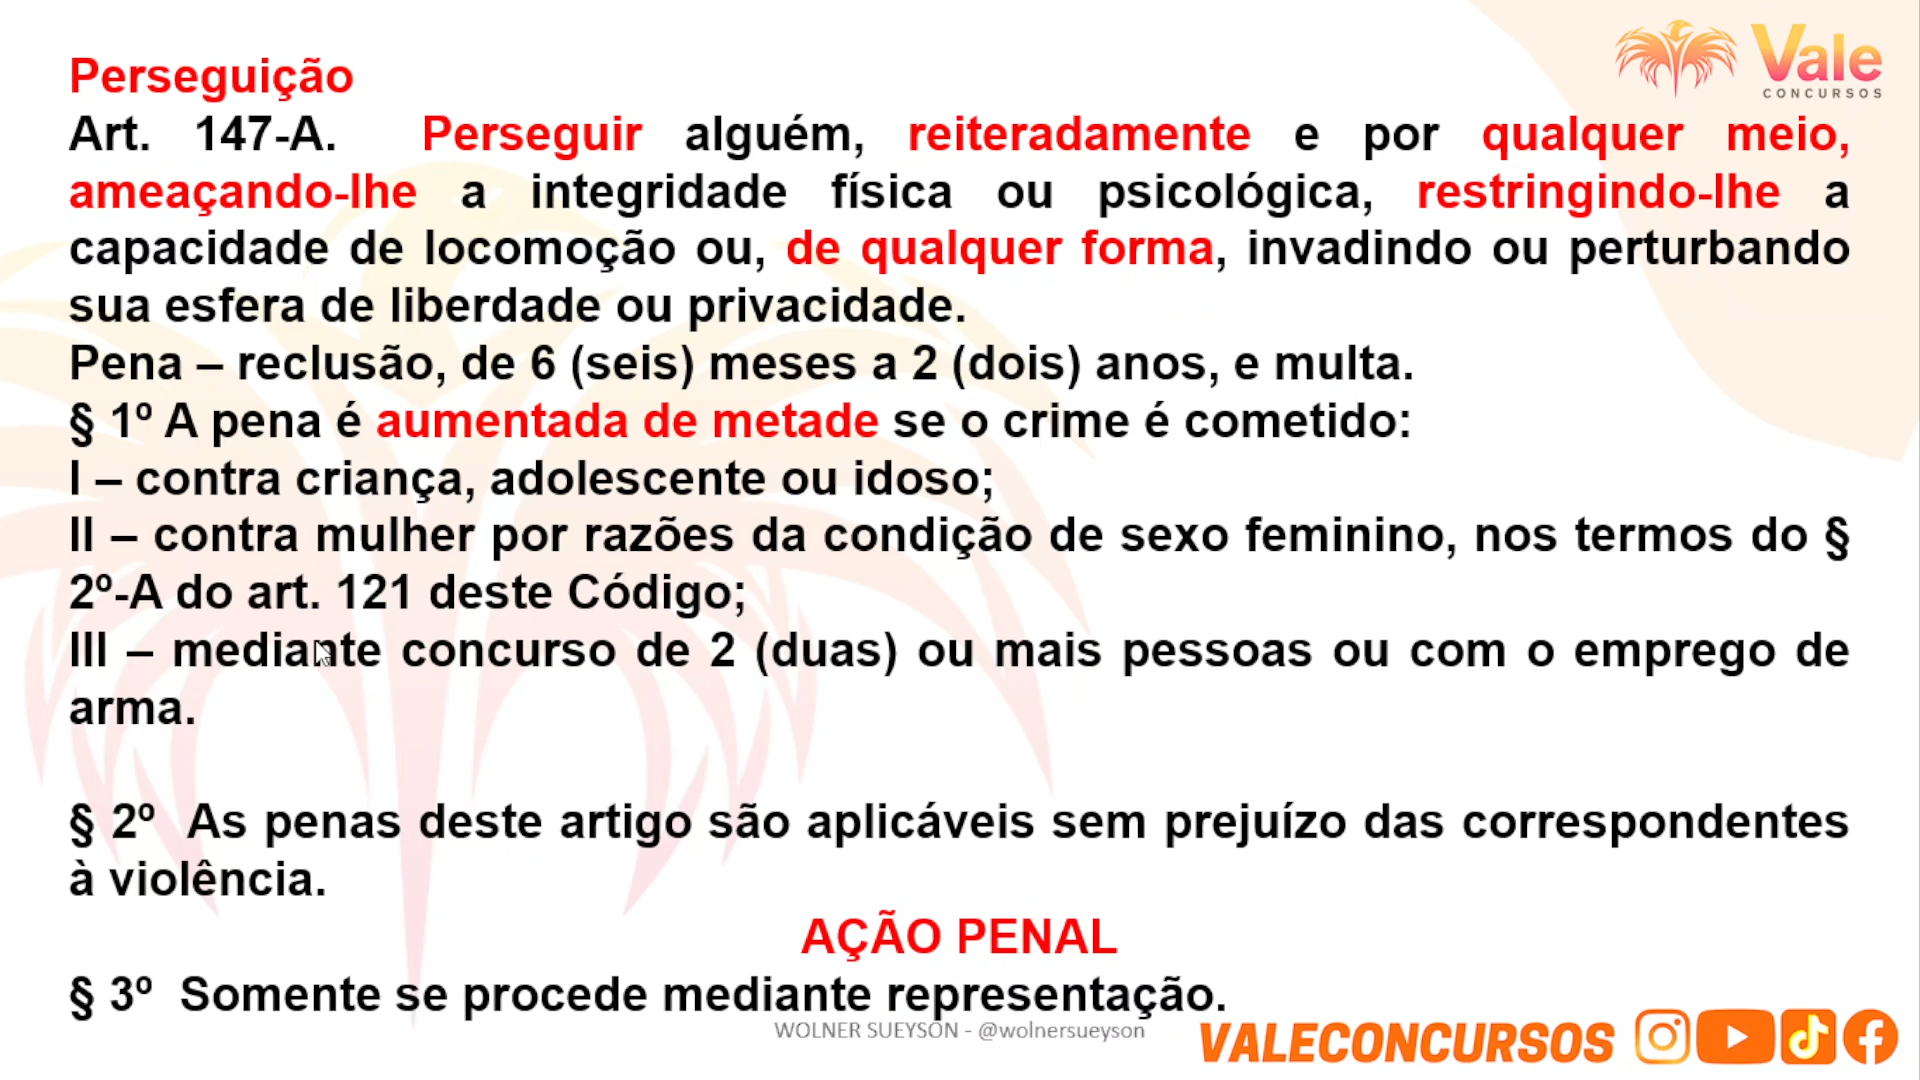 Vale
CONCURSOS
Perseguição
Art. 147-A. Perseguir alguém, reiteradamente e por qualquer meio,
ameaçando-lhe a integridade física ou psicológica, restringindo-lhe a
capacidade de locomoção ou, de qualquer forma, invadindo ou perturbando
sua esfera de liberdade ou privacidade.
Pena – reclusão, de 6 (seis) meses a 2 (dois) anos, e multa.
§ 1º A pena é aumentada de metade se o crime é cometido:
I – contra criança, adolescente ou idoso;
II – contra mulher por razões da condição de sexo feminino, nos termos do §
2º-A do art. 121 deste Código;
III – mediante concurso de 2 (duas) ou mais pessoas ou com o emprego de
arma.
§ 2º As penas deste artigo são aplicáveis sem prejuízo das correspondentes
à violência.
AÇÃO PENAL
§ 3º Somente se procede mediante representação.
WOLNER SUEYSON - @wolnersueyson
VALECONCURSOS